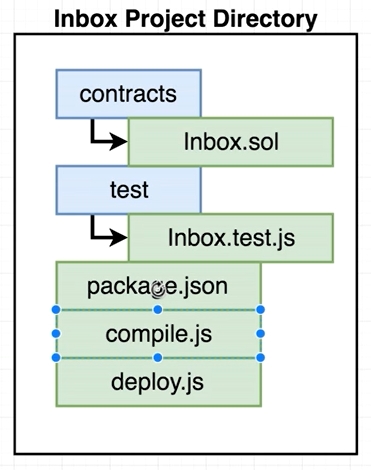 Inbox Project Directory
contracts
Inbox.sol
test
Inbox.test.js
package.json
compile.js
deploy.js